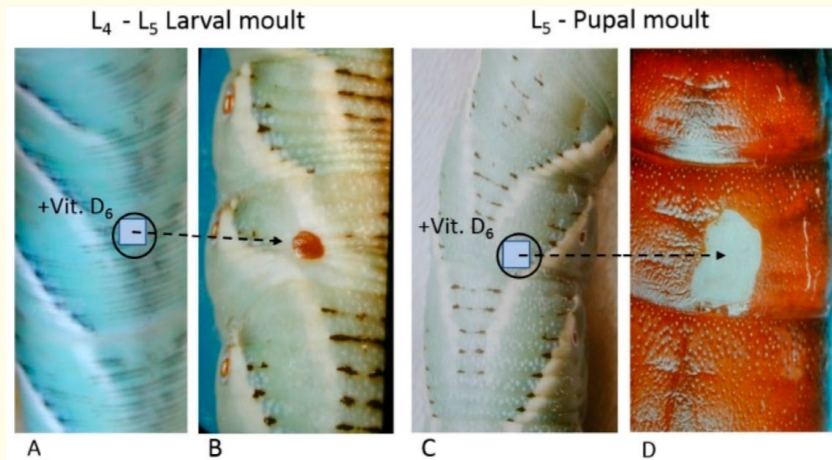 L₄ - L₅ Larval moult
L₅ - Pupal moult
+Vit. D₆
+Vit. D₆
A
B
C
D